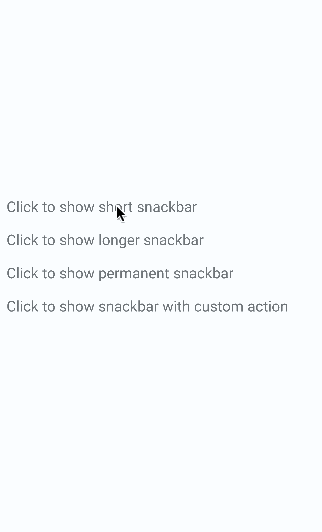 Click to show short snackbar
Click to show longer snackbar
Click to show permanent snackbar
Click to show snackbar with custom action